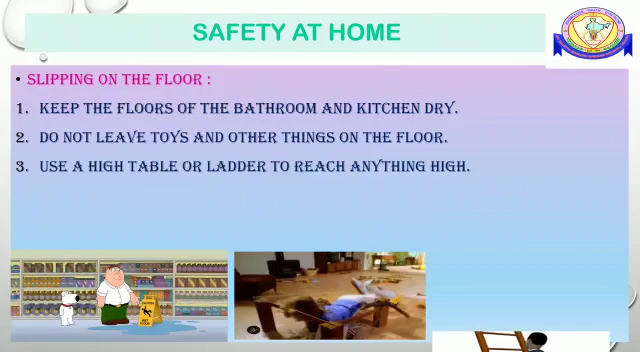 SAFETY AT HOME
• SLIPPING ON THE FLOOR :
1. KEEP THE FLOORS OF THE BATHROOM AND KITCHEN DRY.
2. DO NOT LEAVE TOYS AND OTHER THINGS ON THE FLOOR.
3. USE A HIGH TABLE OR LADDER TO REACH ANYTHING HIGH.